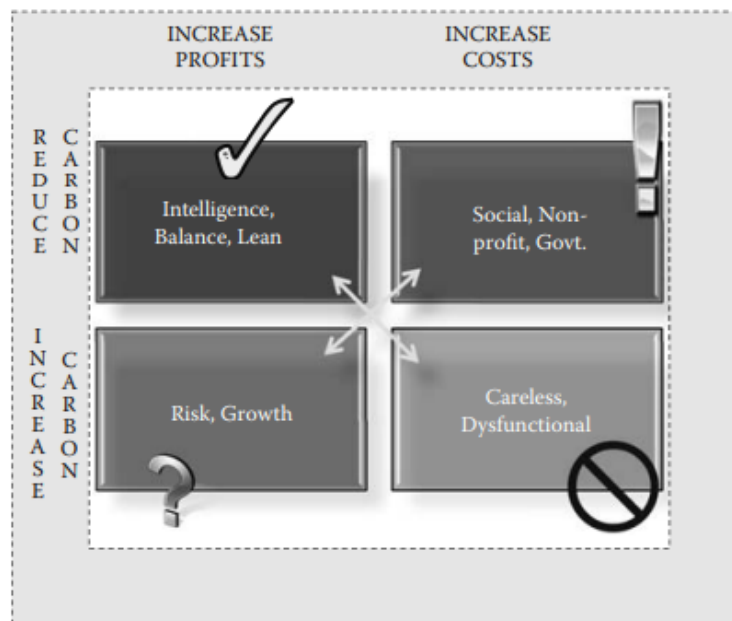 INCREASE
PROFITS
INCREASE
COSTS
REDUCE
CARBON
Intelligence,
Balance, Lean
Social, Non-
profit, Govt.
INCREASE
CARBON
Risk, Growth
Careless,
Dysfunctional